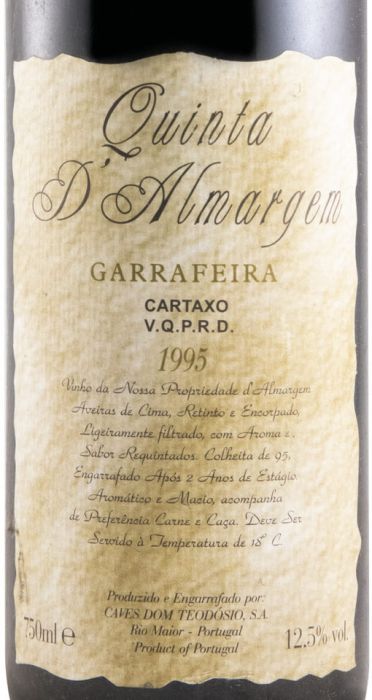 Quinta
D'Almargem
GARRAFEIRA
CARTAXO
V.Q.P.R.D.
1995
Vinho da Nossa Propriedade d'Almargem
Aveiras de Cima, Retinto e Encorpado,
Ligeiramente filtrado, com Aroma e
Sabor Requintados. Colheita de 95,
Engarrafado Após 2 Anos de Estágio.
Aromático e Macio, acompanha
de Preferência Carne e Caça. Deve Ser
Servido à Temperatura de 18° C.
Produzido e Engarrafado por:
CAVES DOM TEODÓSIO, S.A.
Rio Maior - Portugal
Product of Portugal
750ml e
12.5% vol.